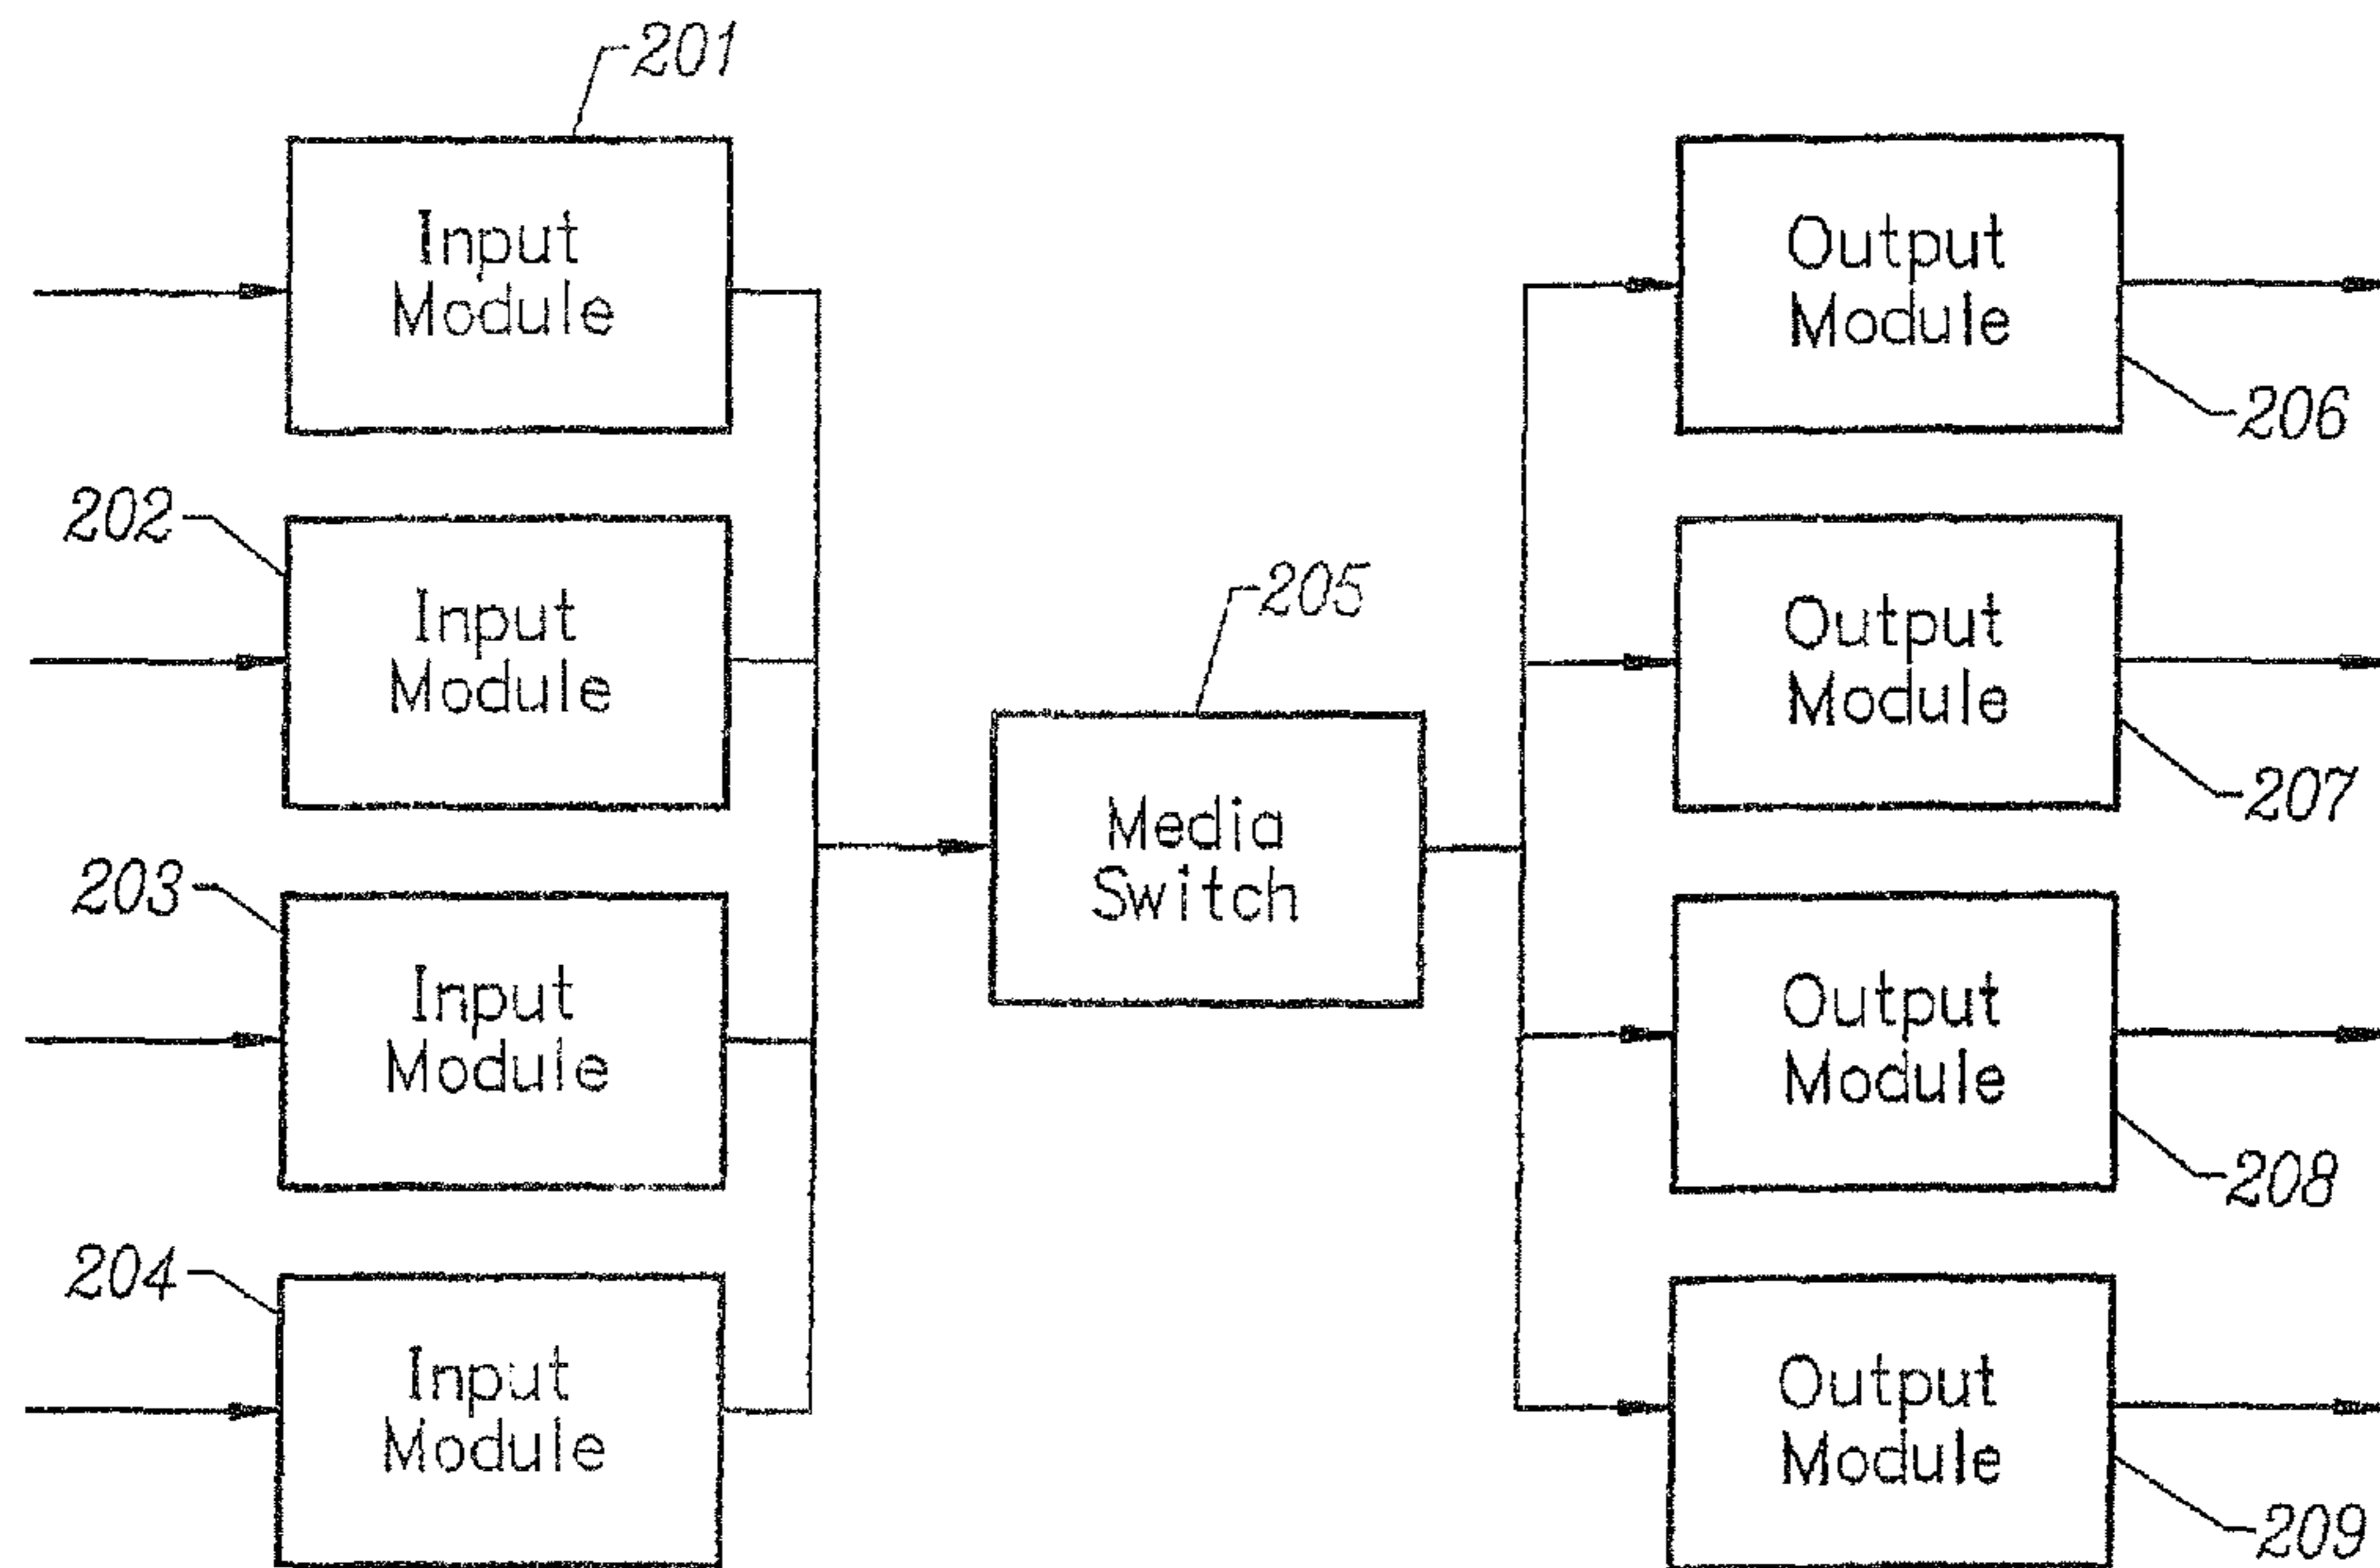 201
Input
Module
202
Input
Module
203
Input
Module
204
Input
Module
205
Media
Switch
Output
Module
206
Output
Module
207
Output
Module
208
Output
Module
209